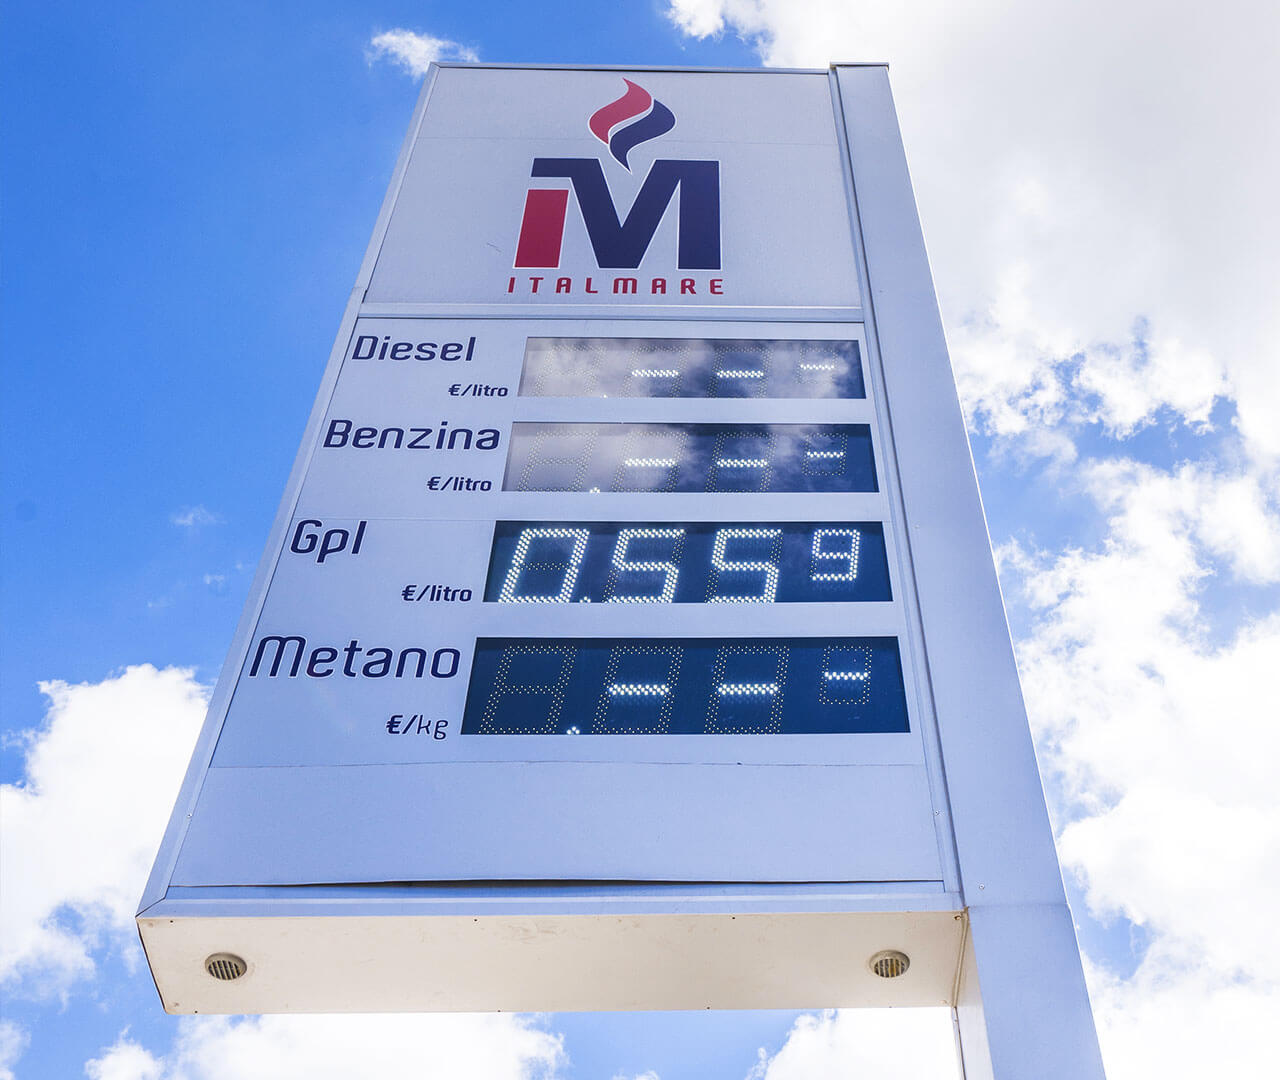 iM
ITALMARE
Diesel
€/litro
- - -
Benzina
€/litro
. - - -
Gpl
€/litro
0.559
Metano
€/kg
. - - -